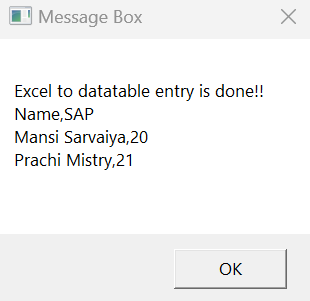 Message Box
Excel to datatable entry is done!!
Name,SAP
Mansi Sarvaiya,20
Prachi Mistry,21
OK